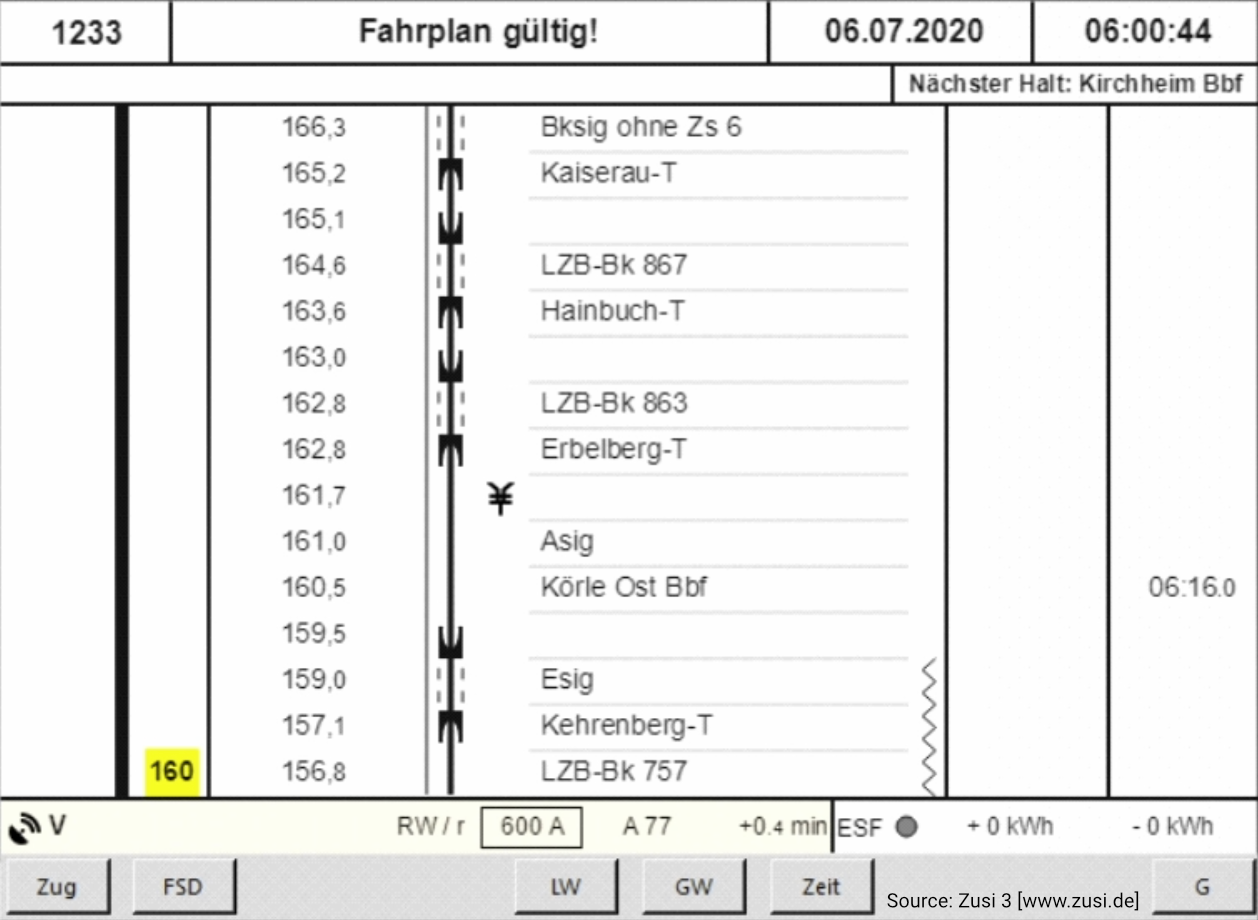 1233 Fahrplan gültig! 06.07.2020 06:00:44
Nächster Halt: Kirchheim Bbf
166,3 Bksig ohne Zs 6
165,2 Kaiserau-T
165,1
164,6 LZB-Bk 867
163,6 Hainbuch-T
163,0
162,8 LZB-Bk 863
162,8 Erbelberg-T
161,7 ¥
161,0 Asig
160,5 Körle Ost Bbf 06:16.0
159,5
159,0 Esig
157,1 Kehrenberg-T
160 156,8 LZB-Bk 757
V RW / r 600 A A 77 +0.4 min ESF + 0 kWh - 0 kWh
Zug FSD LW GW Zeit G
Source: Zusi 3 [www.zusi.de]